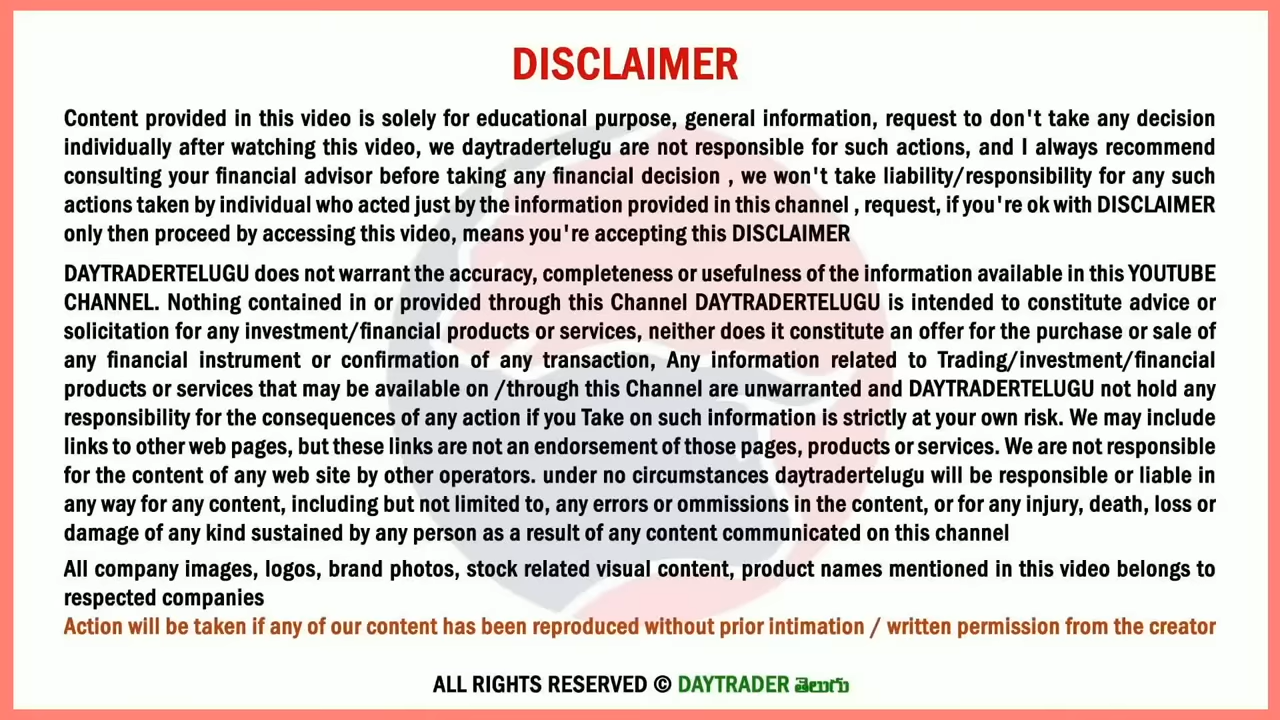 DISCLAIMER
Content provided in this video is solely for educational purpose, general information, request to don't take any decision
individually after watching this video, we daytradertelugu are not responsible for such actions, and I always recommend
consulting your financial advisor before taking any financial decision , we won't take liability/responsibility for any such
actions taken by individual who acted just by the information provided in this channel , request, if you're ok with DISCLAIMER
only then proceed by accessing this video, means you're accepting this DISCLAIMER
DAYTRADERTELUGU does not warrant the accuracy, completeness or usefulness of the information available in this YOUTUBE
CHANNEL. Nothing contained in or provided through this Channel DAYTRADERTELUGU is intended to constitute advice or
solicitation for any investment/financial products or services, neither does it constitute an offer for the purchase or sale of
any financial instrument or confirmation of any transaction, Any information related to Trading/investment/financial
products or services that may be available on /through this Channel are unwarranted and DAYTRADERTELUGU not hold any
responsibility for the consequences of any action if you Take on such information is strictly at your own risk. We may include
links to other web pages, but these links are not an endorsement of those pages, products or services. We are not responsible
for the content of any web site by other operators. under no circumstances daytradertelugu will be responsible or liable in
any way for any content, including but not limited to, any errors or ommissions in the content, or for any injury, death, loss or
damage of any kind sustained by any person as a result of any content communicated on this channel
All company images, logos, brand photos, stock related visual content, product names mentioned in this video belongs to
respected companies
Action will be taken if any of our content has been reproduced without prior intimation / written permission from the creator
ALL RIGHTS RESERVED © DAYTRADER తెలుగు